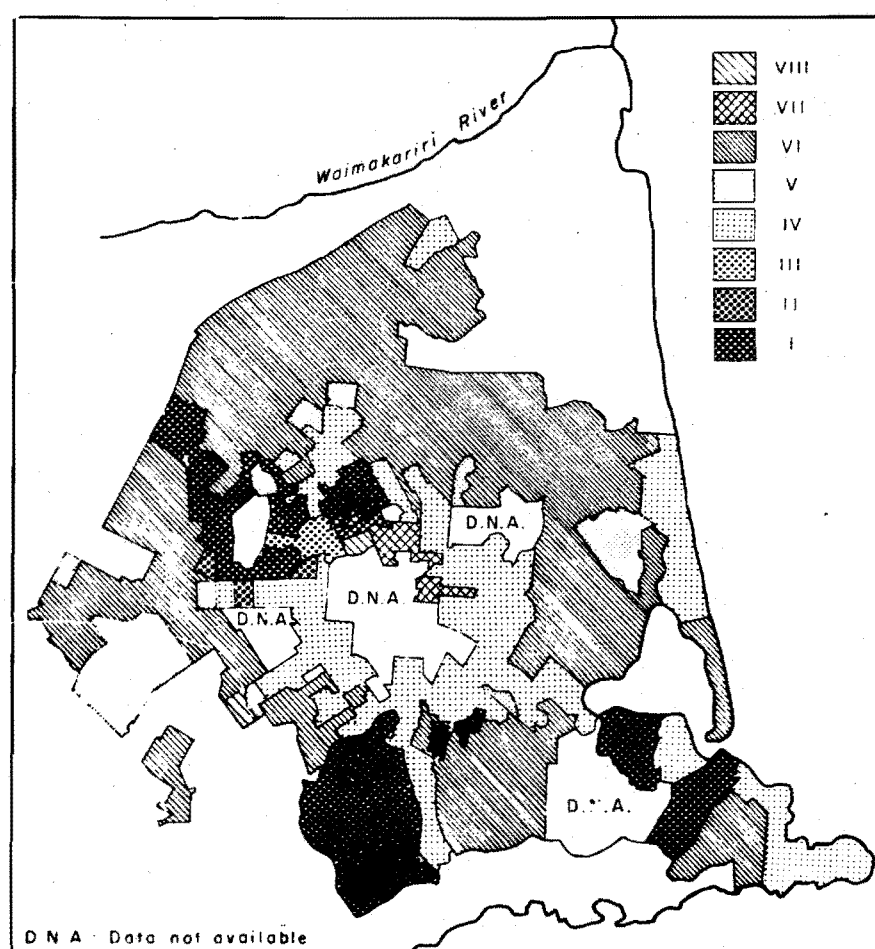 Waimakariri River
VIII
VII
VI
V
IV
III
II
I
D.N.A.
D.N.A.
D.N.A
D.N.A.
D N A · Data not available